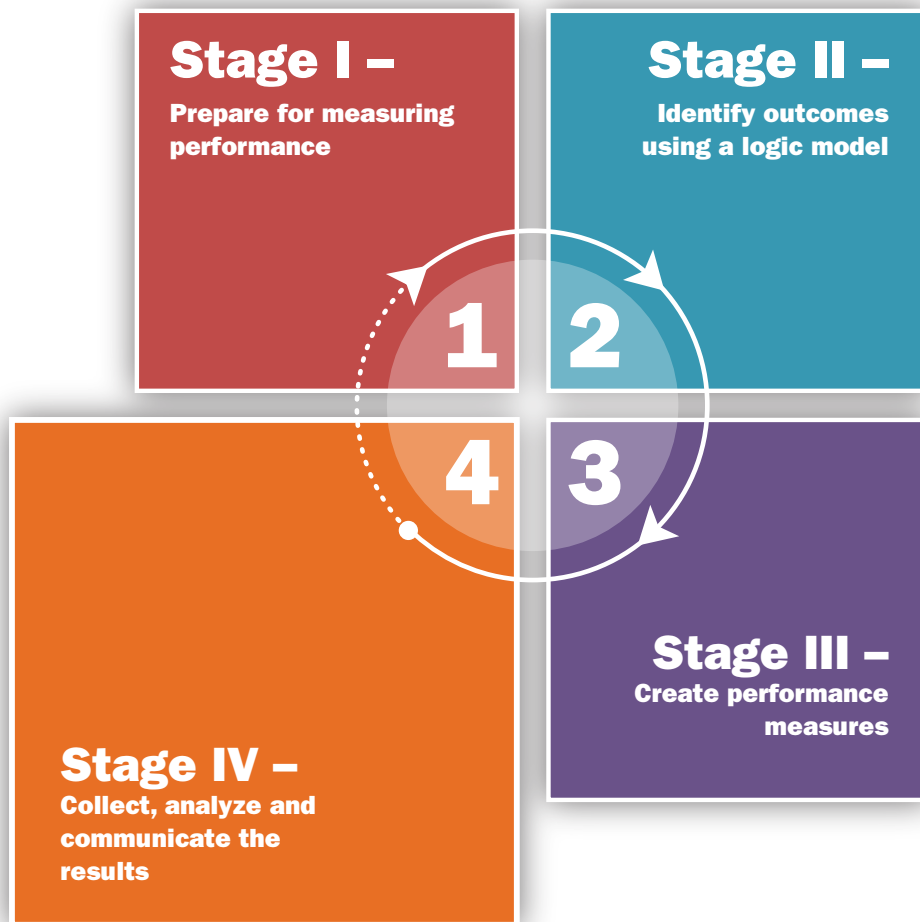 Stage I –
Prepare for measuring
performance
Stage II –
Identify outcomes
using a logic model
1
2
4
3
Stage III –
Create performance
measures
Stage IV –
Collect, analyze and
communicate the
results